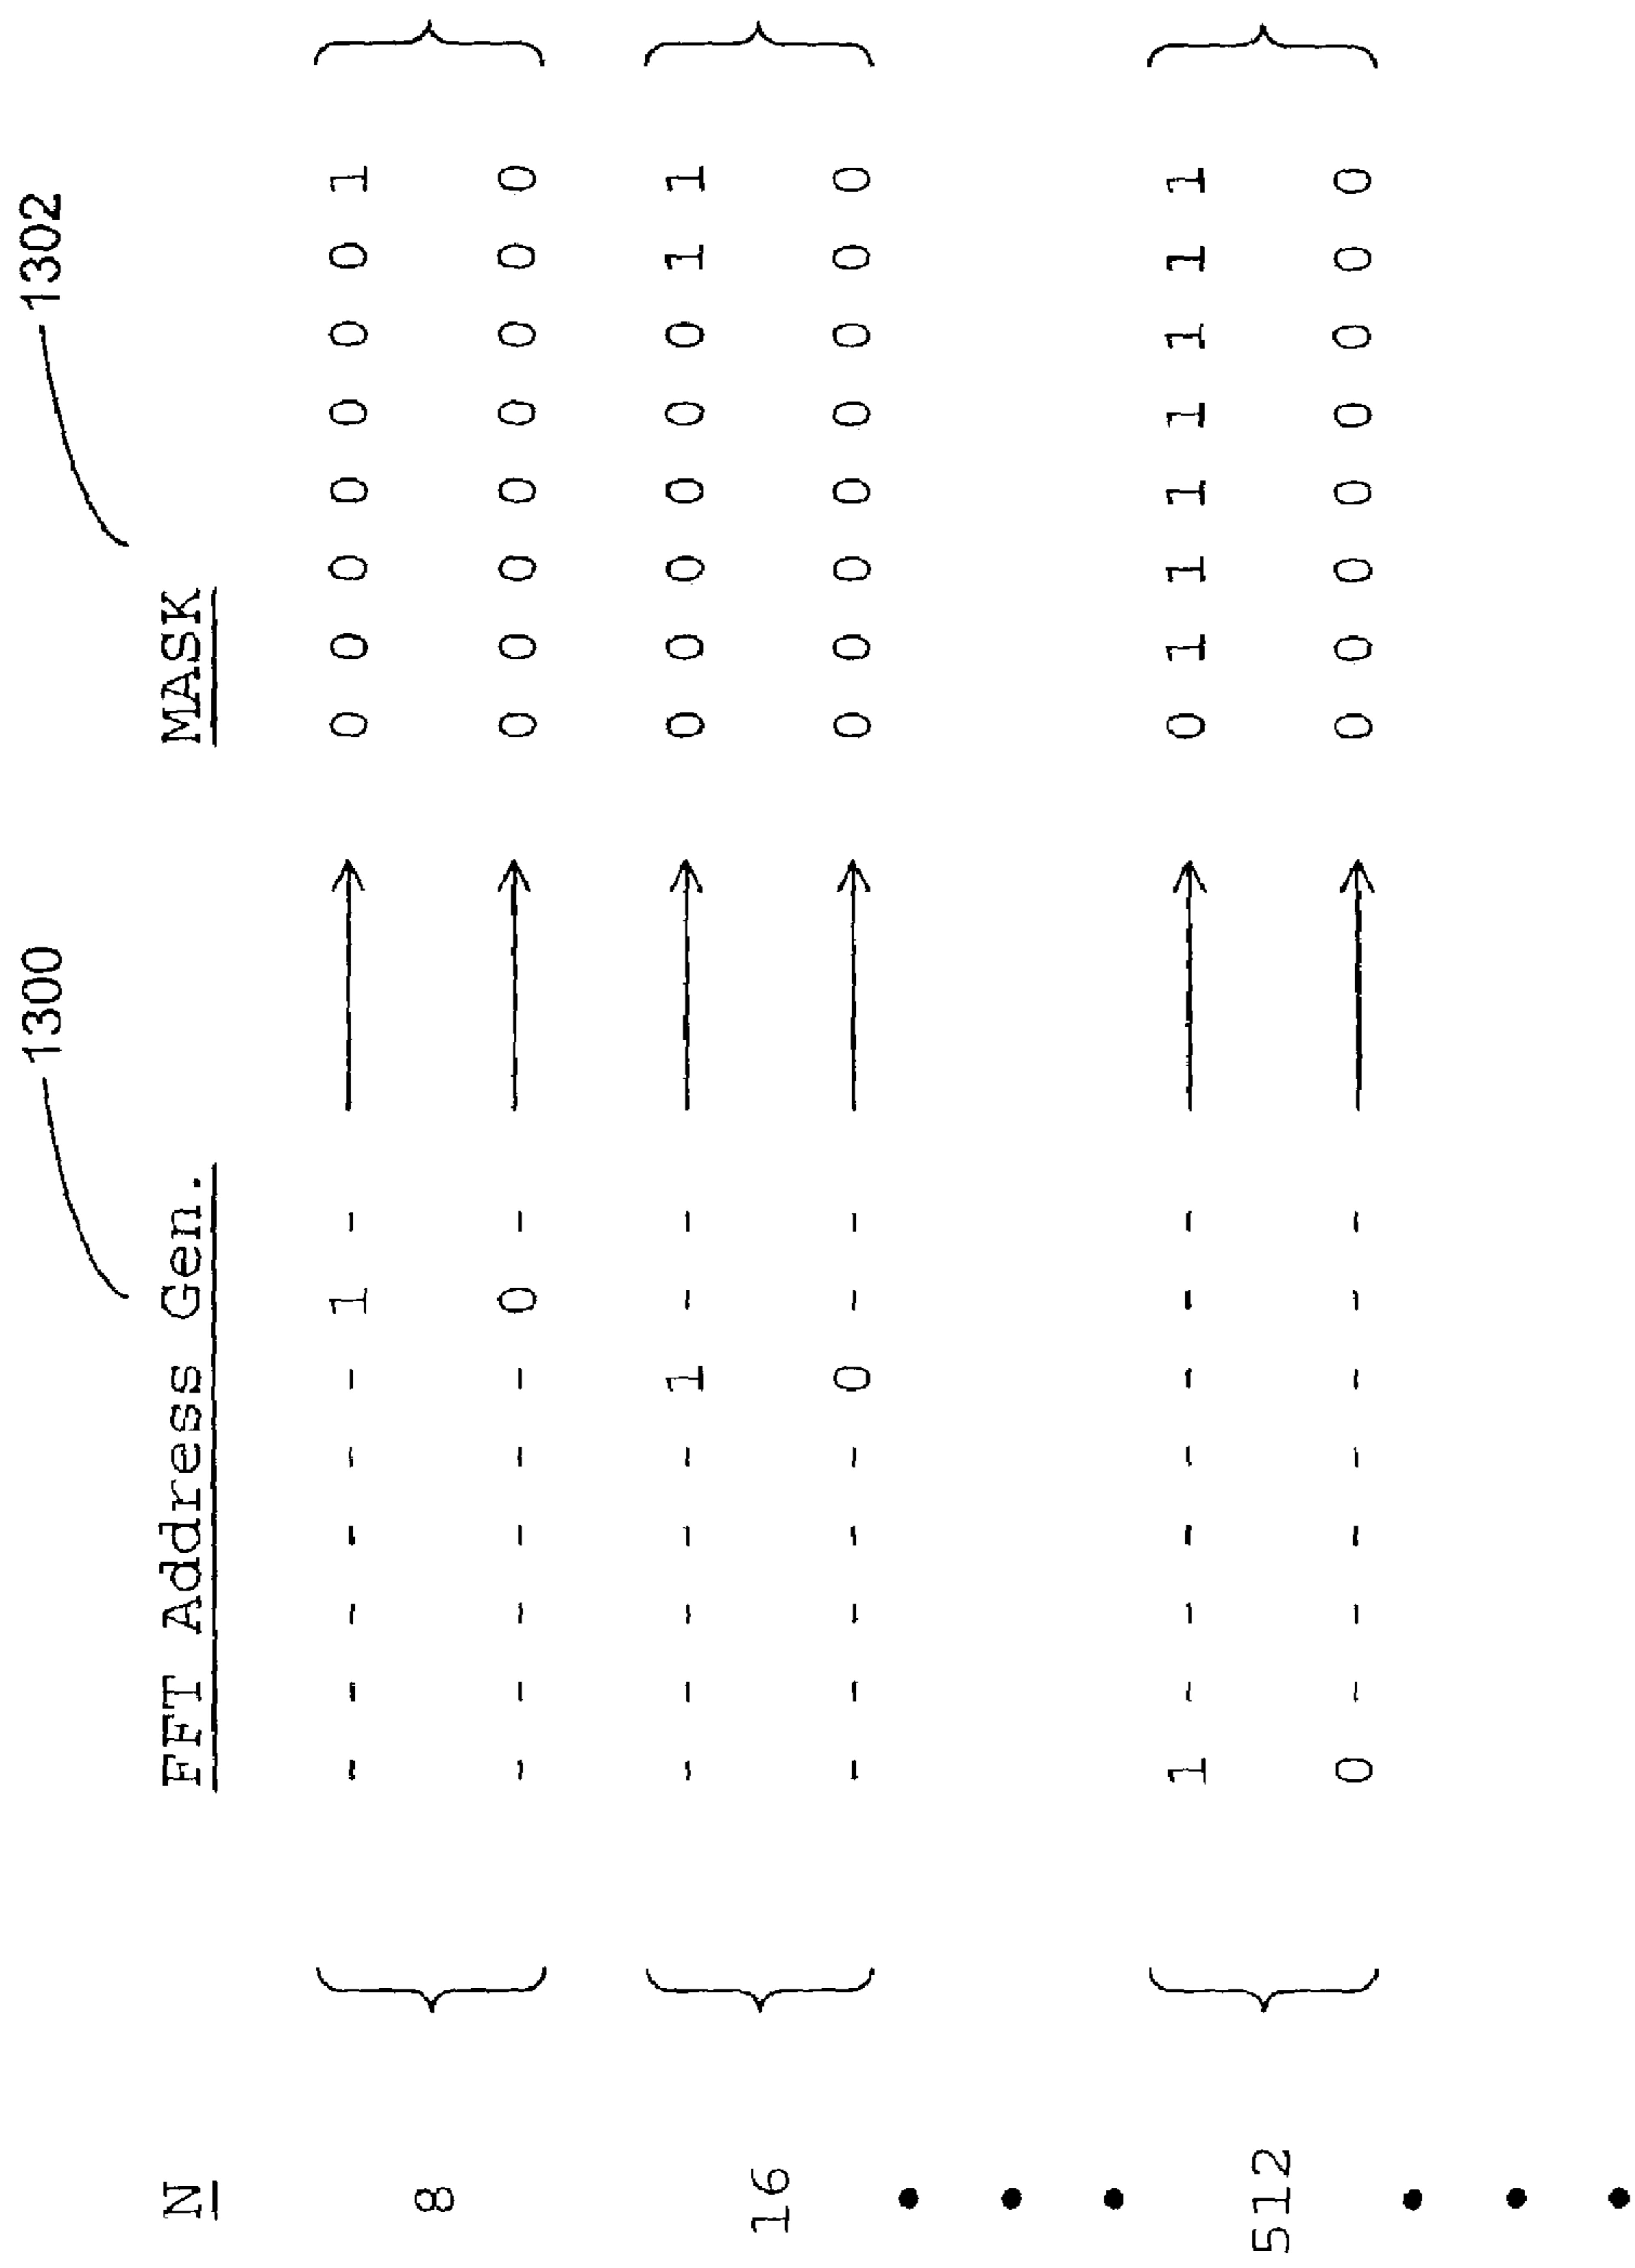 1300 1302
N FFT Address Gen. MASK
- - - - - - 1 - → 0 0 0 0 0 0 0 1
8
- - - - - - 0 - → 0 0 0 0 0 0 0 0
- - - - - 1 - - → 0 0 0 0 0 0 1 1
16
- - - - - 0 - - → 0 0 0 0 0 0 0 0
1 - - - - - - - → 0 1 1 1 1 1 1 1
512
0 - - - - - - - → 0 0 0 0 0 0 0 0